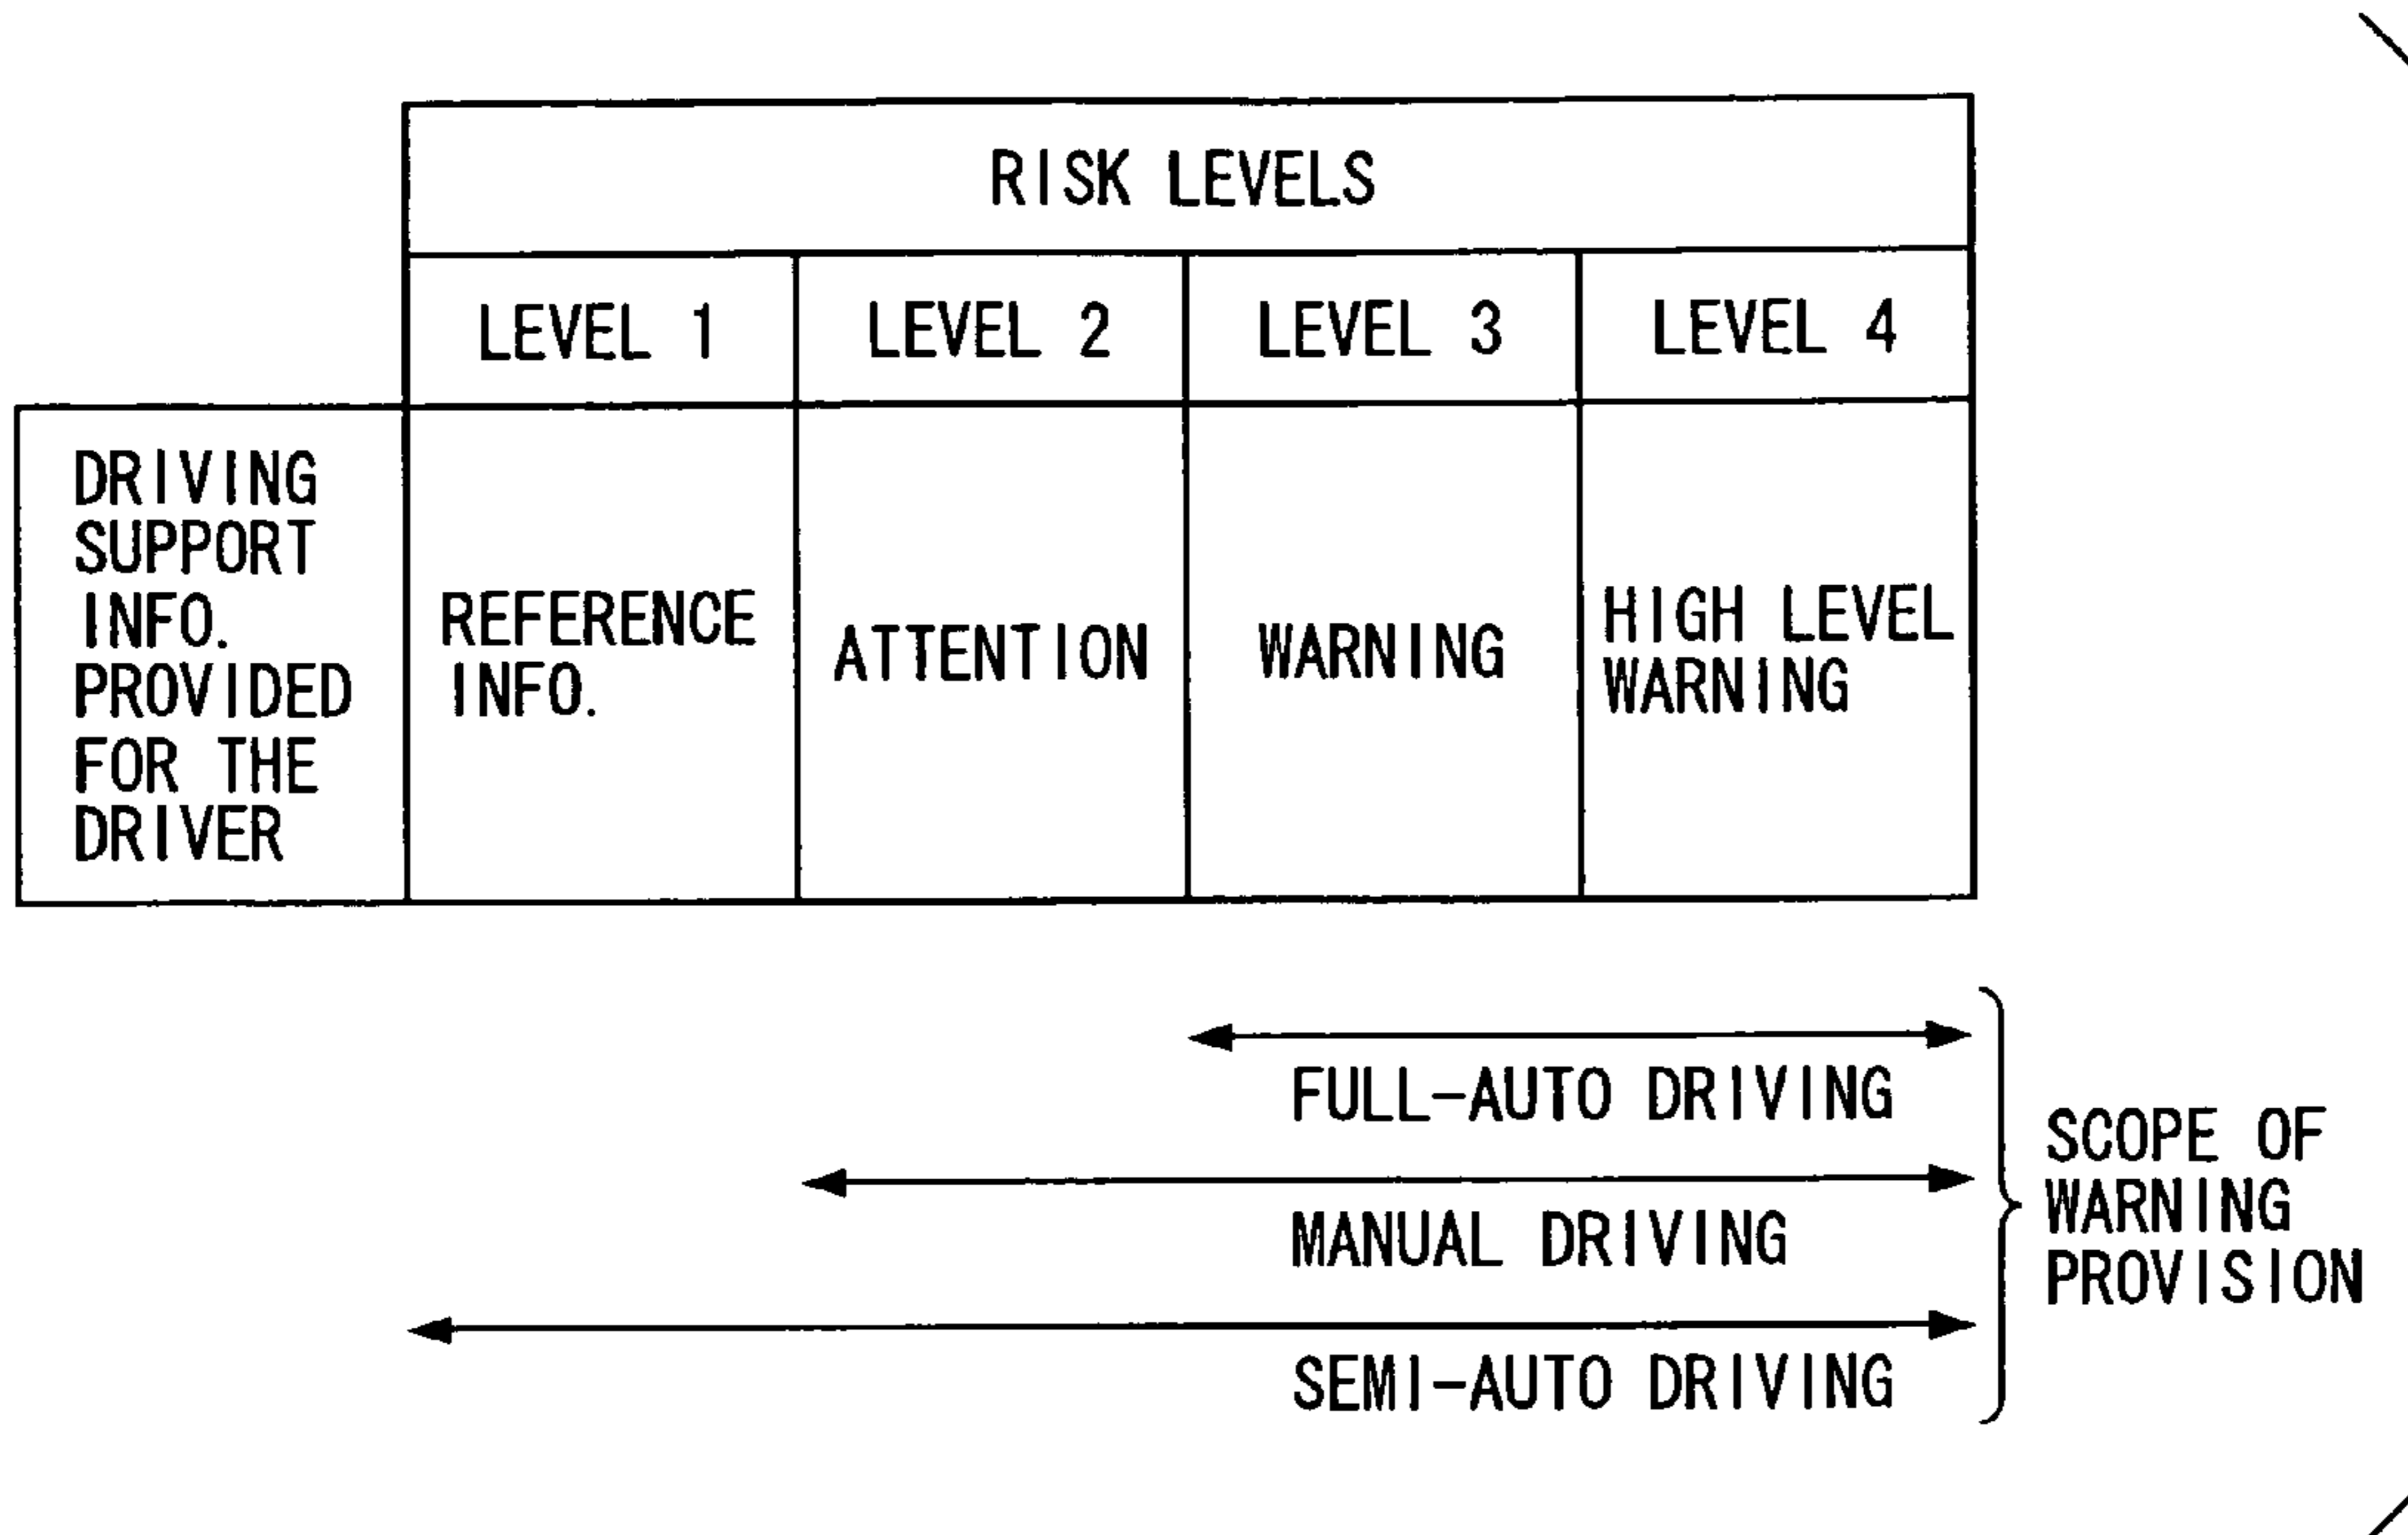 RISK LEVELS
LEVEL 1
LEVEL 2
LEVEL 3
LEVEL 4
DRIVING
SUPPORT
INFO.
PROVIDED
FOR THE
DRIVER
REFERENCE
INFO.
ATTENTION
WARNING
HIGH LEVEL
WARNING
FULL-AUTO DRIVING
MANUAL DRIVING
SEMI-AUTO DRIVING
SCOPE OF
WARNING
PROVISION